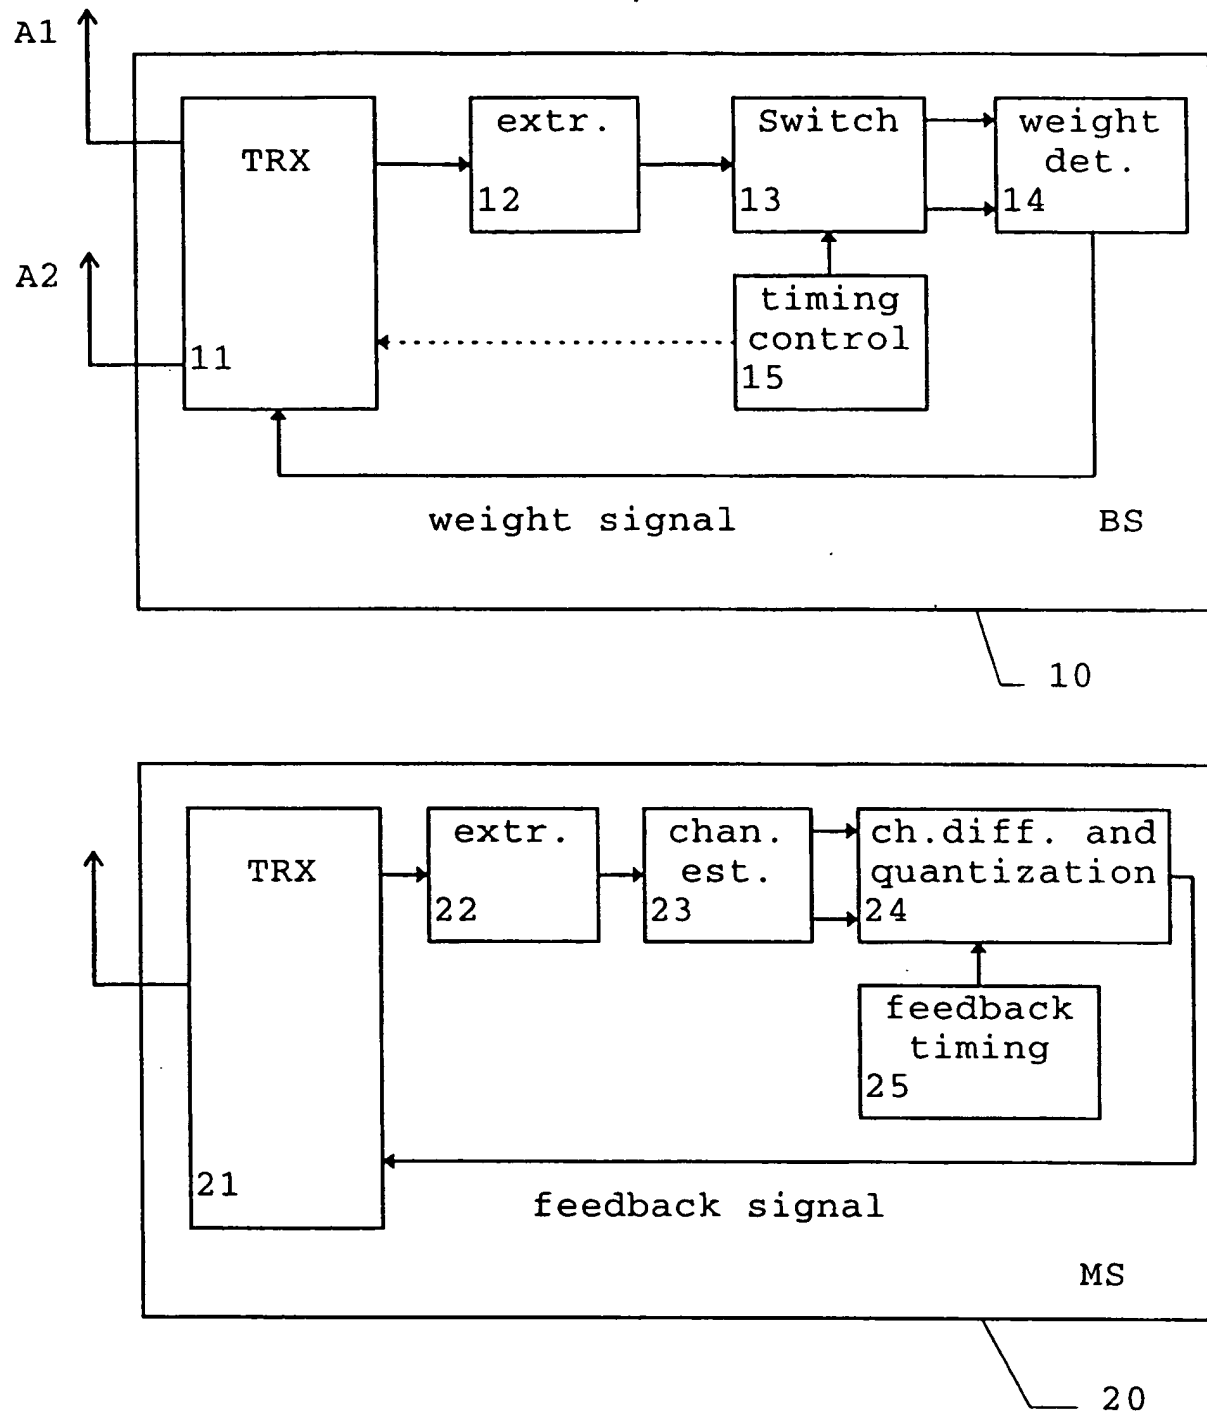 A1
TRX
11
extr.
12
Switch
13
weight
det.
14
A2
timing
control
15
weight signal
BS
10
TRX
21
extr.
22
chan.
est.
23
ch.diff. and
quantization
24
feedback
timing
25
feedback signal
MS
20